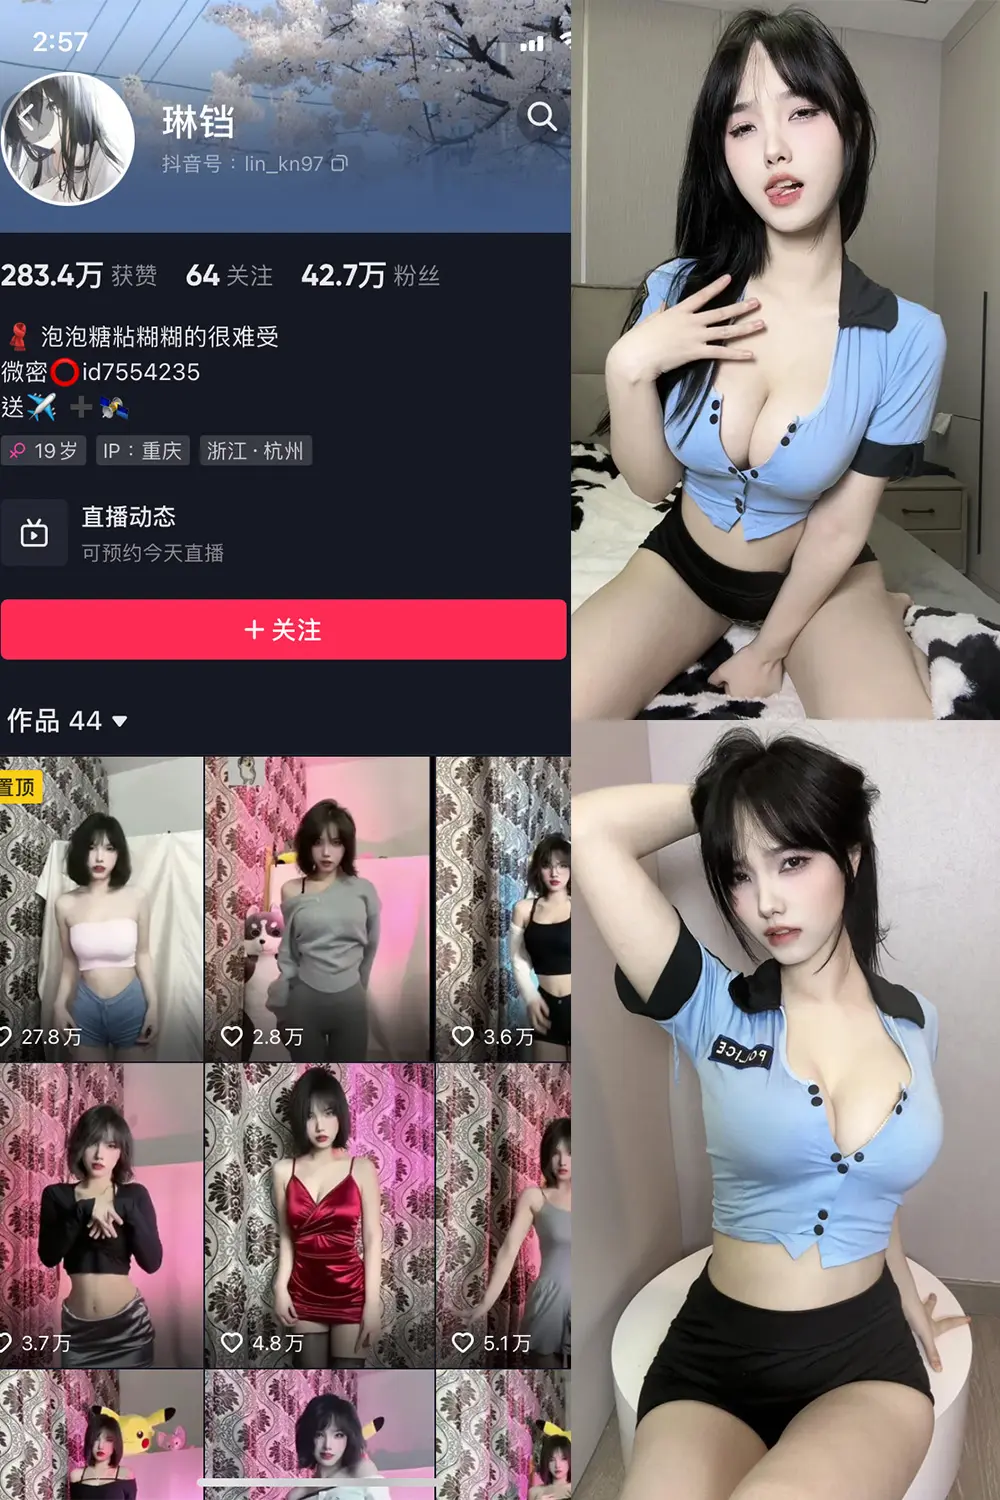 2:57
琳铛
抖音号：lin_kn97
283.4万 获赞 64 关注 42.7万 粉丝
泡泡糖粘糊糊的很难受
微密⭕id7554235
送✈️➕🛰️
19岁 IP：重庆 浙江·杭州
直播动态
可预约今天直播
＋关注
作品 44
置顶
27.8万 2.8万 3.6万
3.7万 4.8万 5.1万
POLICE